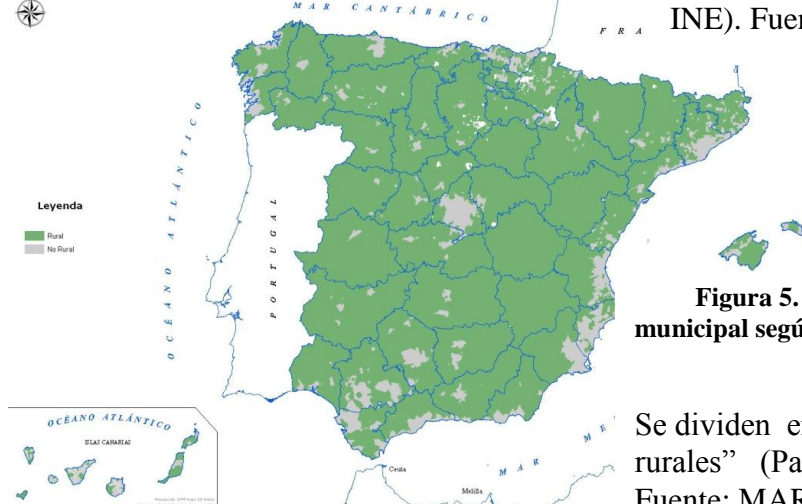 MAR CANTÁBRICO
F R A
INE). Fuen
OCÉANO ATLÁNTICO
PORTUGAL
Leyenda
Rural
No Rural
Figura 5.
municipal segú
OCÉANO ATLÁNTICO
ISLAS CANARIAS
Ceuta
Melilla
MAR ME
Se dividen e
rurales” (Pa
Fuente: MAR